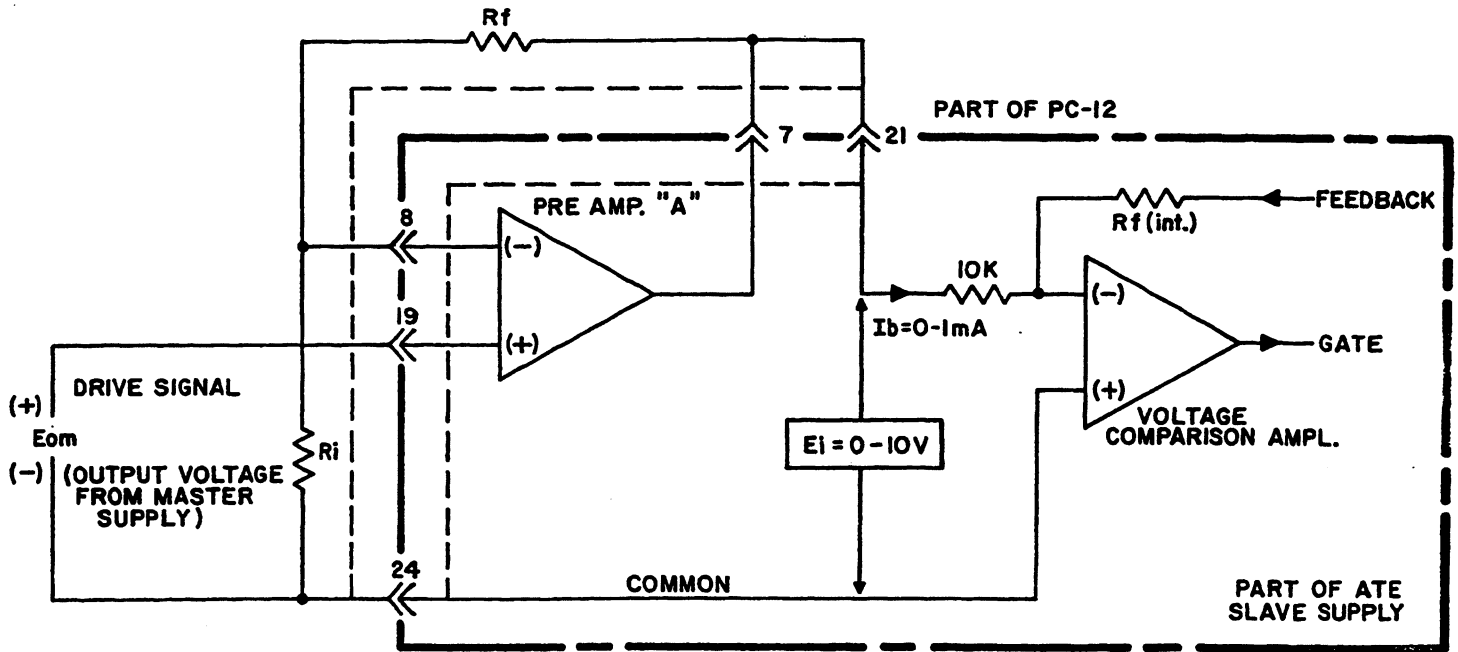 Rf
PART OF PC-12
7
21
PRE AMP. "A"
FEEDBACK
Rf (int.)
8
(-)
10K
(-)
19
(+)
Ib=0-1mA
GATE
DRIVE SIGNAL
(+)
Eom
(-)
(OUTPUT VOLTAGE
FROM MASTER
SUPPLY)
Ri
(+)
VOLTAGE
COMPARISON AMPL.
Ei = 0-10V
24
COMMON
PART OF ATE
SLAVE SUPPLY